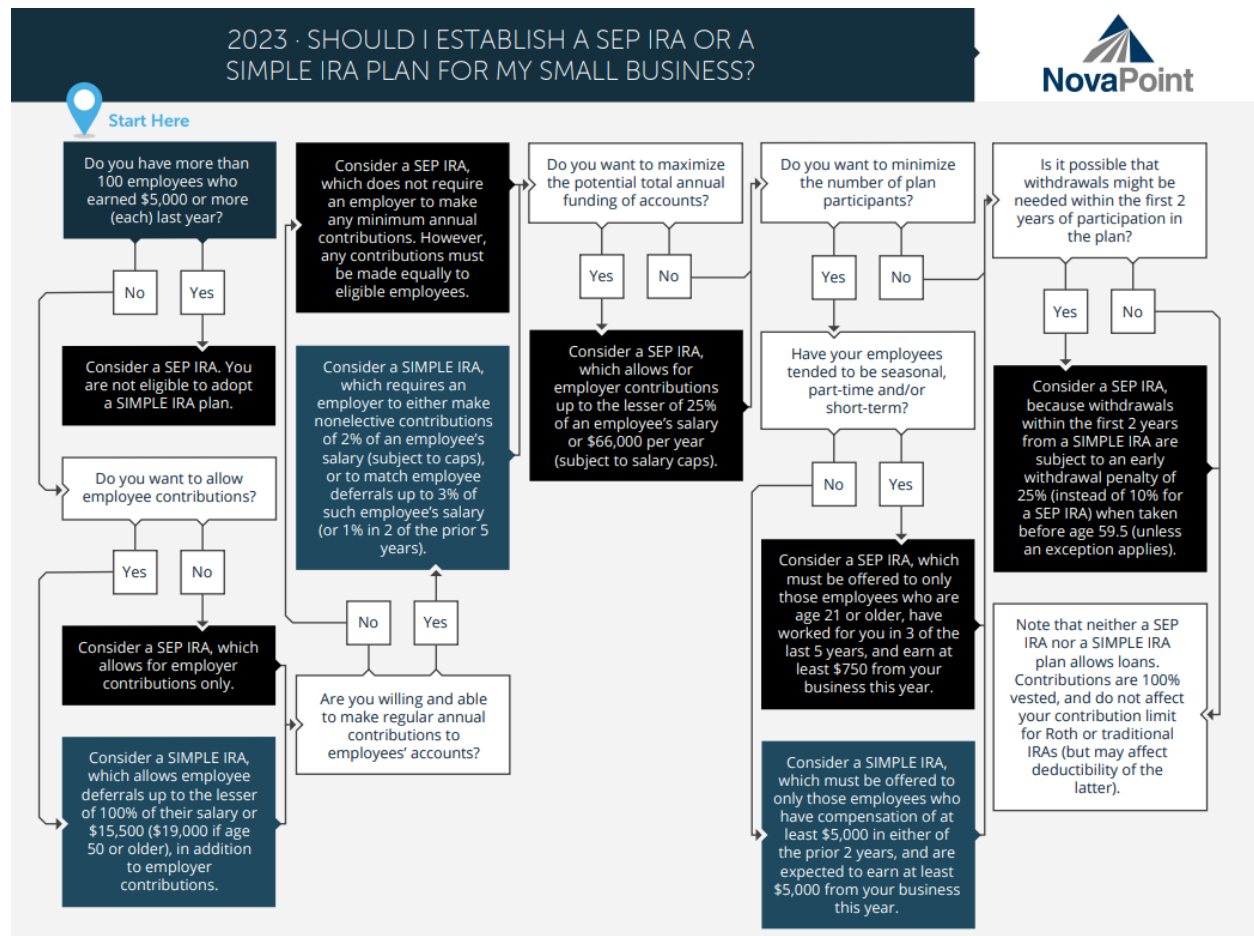 2023 · SHOULD I ESTABLISH A SEP IRA OR A
SIMPLE IRA PLAN FOR MY SMALL BUSINESS?
NovaPoint
Start Here
Do you have more than
100 employees who
earned $5,000 or more
(each) last year?
No
Yes
Consider a SEP IRA. You
are not eligible to adopt
a SIMPLE IRA plan.
Do you want to allow
employee contributions?
Yes
No
Consider a SEP IRA, which
allows for employer
contributions only.
Consider a SIMPLE IRA,
which allows employee
deferrals up to the lesser
of 100% of their salary or
$15,500 ($19,000 if age
50 or older), in addition
to employer
contributions.
Consider a SEP IRA,
which does not require
an employer to make
any minimum annual
contributions. However,
any contributions must
be made equally to
eligible employees.
Consider a SIMPLE IRA,
which requires an
employer to either make
nonelective contributions
of 2% of an employee's
salary (subject to caps),
or to match employee
deferrals up to 3% of
such employee's salary
(or 1% in 2 of the prior 5
years).
No
Yes
Are you willing and able
to make regular annual
contributions to
employees' accounts?
Do you want to maximize
the potential total annual
funding of accounts?
Yes
No
Consider a SEP IRA,
which allows for
employer contributions
up to the lesser of 25%
of an employee's salary
or $66,000 per year
(subject to salary caps).
Do you want to minimize
the number of plan
participants?
Yes
No
Have your employees
tended to be seasonal,
part-time and/or
short-term?
No
Yes
Consider a SEP IRA, which
must be offered to only
those employees who are
age 21 or older, have
worked for you in 3 of the
last 5 years, and earn at
least $750 from your
business this year.
Consider a SIMPLE IRA,
which must be offered to
only those employees who
have compensation of at
least $5,000 in either of
the prior 2 years, and are
expected to earn at least
$5,000 from your business
this year.
Is it possible that
withdrawals might be
needed within the first 2
years of participation in
the plan?
Yes
No
Consider a SEP IRA,
because withdrawals
within the first 2 years
from a SIMPLE IRA are
subject to an early
withdrawal penalty of
25% (instead of 10% for
a SEP IRA) when taken
before age 59.5 (unless
an exception applies).
Note that neither a SEP
IRA nor a SIMPLE IRA
plan allows loans.
Contributions are 100%
vested, and do not affect
your contribution limit
for Roth or traditional
IRAs (but may affect
deductibility of the
latter).